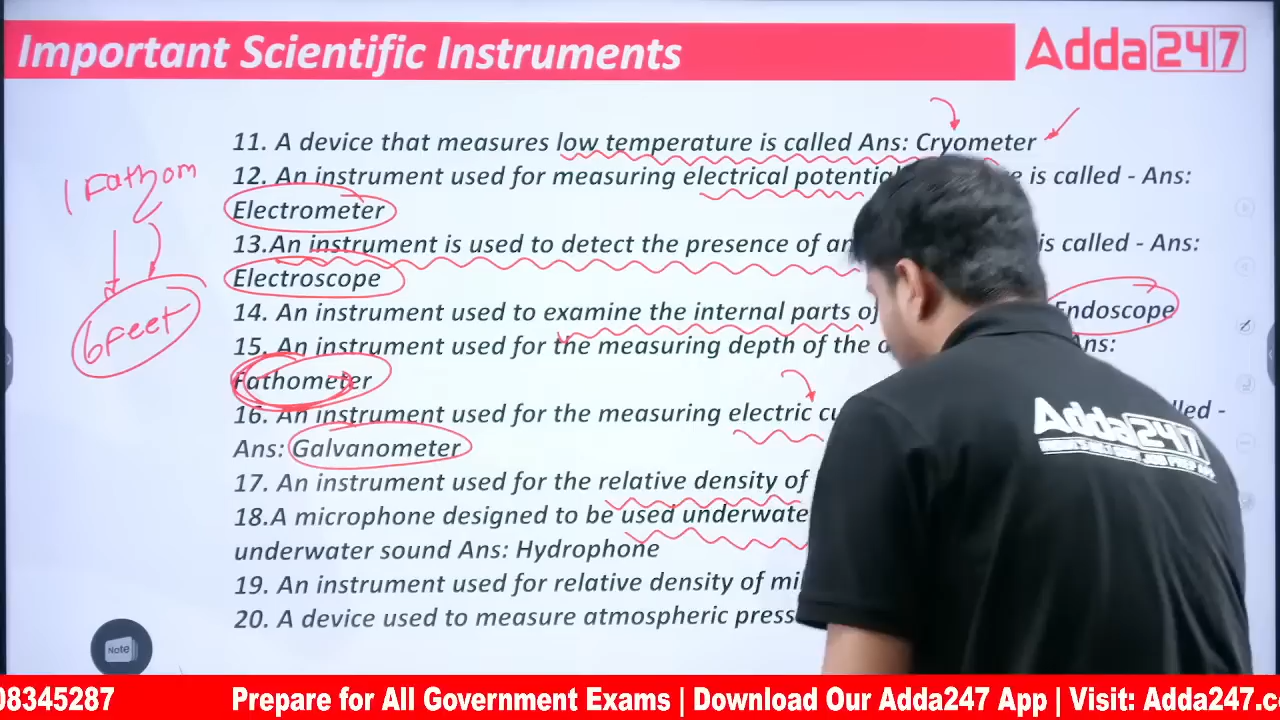 Important Scientific Instruments
Adda247
11. A device that measures low temperature is called Ans: Cryometer
12. An instrument used for measuring electrical potential is called - Ans:
Electrometer
13.An instrument is used to detect the presence of an is called - Ans:
Electroscope
14. An instrument used to examine the internal parts of Endoscope
15. An instrument used for the measuring depth of the Ans:
Fathometer
16. An instrument used for the measuring electric
Ans: Galvanometer
17. An instrument used for the relative density of
18.A microphone designed to be used
underwater sound Ans: Hydrophone
19. An instrument used for relative density of
20. A device used to measure atmospheric
1 Fathom
6 feet
Adda247
Note
08345287 Prepare for All Government Exams | Download Our Adda247 App | Visit: Adda247.c